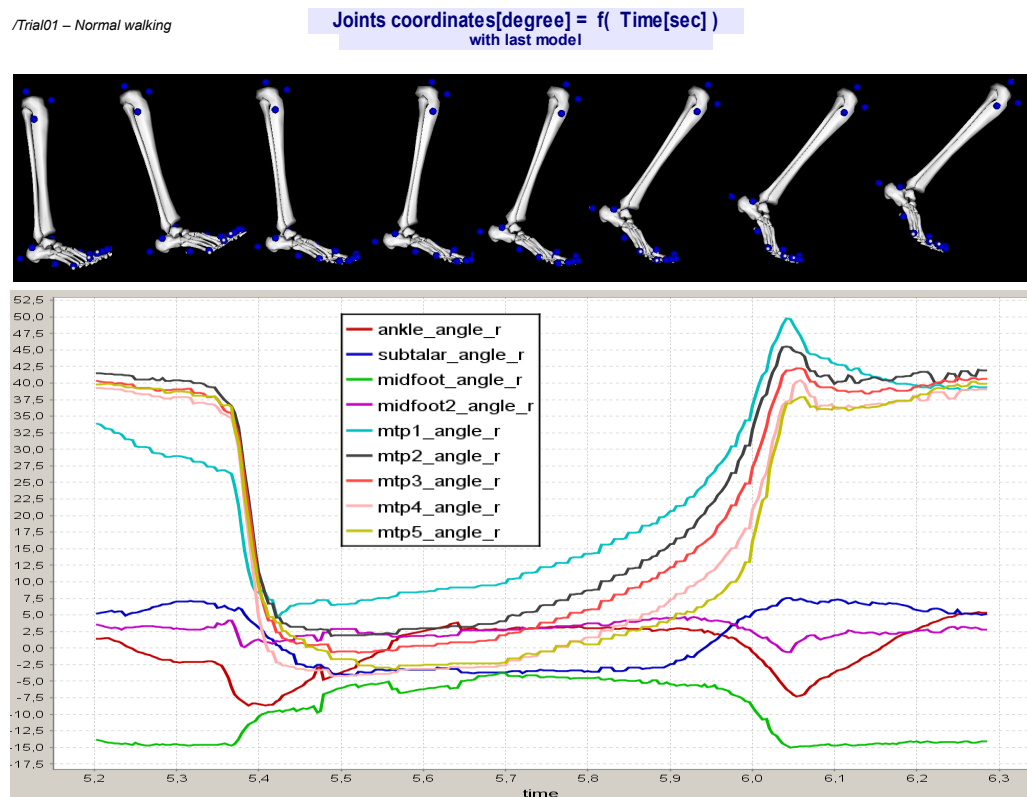 /Trial01 – Normal walking
Joints coordinates[degree] = f( Time[sec] )
with last model
52,5
50,0
47,5
45,0
42,5
40,0
37,5
35,0
32,5
30,0
27,5
25,0
22,5
20,0
17,5
15,0
12,5
10,0
7,5
5,0
2,5
0,0
-2,5
-5,0
-7,5
-10,0
-12,5
-15,0
-17,5
ankle_angle_r
subtalar_angle_r
midfoot_angle_r
midfoot2_angle_r
mtp1_angle_r
mtp2_angle_r
mtp3_angle_r
mtp4_angle_r
mtp5_angle_r
5,2 5,3 5,4 5,5 5,6 5,7 5,8 5,9 6,0 6,1 6,2 6,3
time